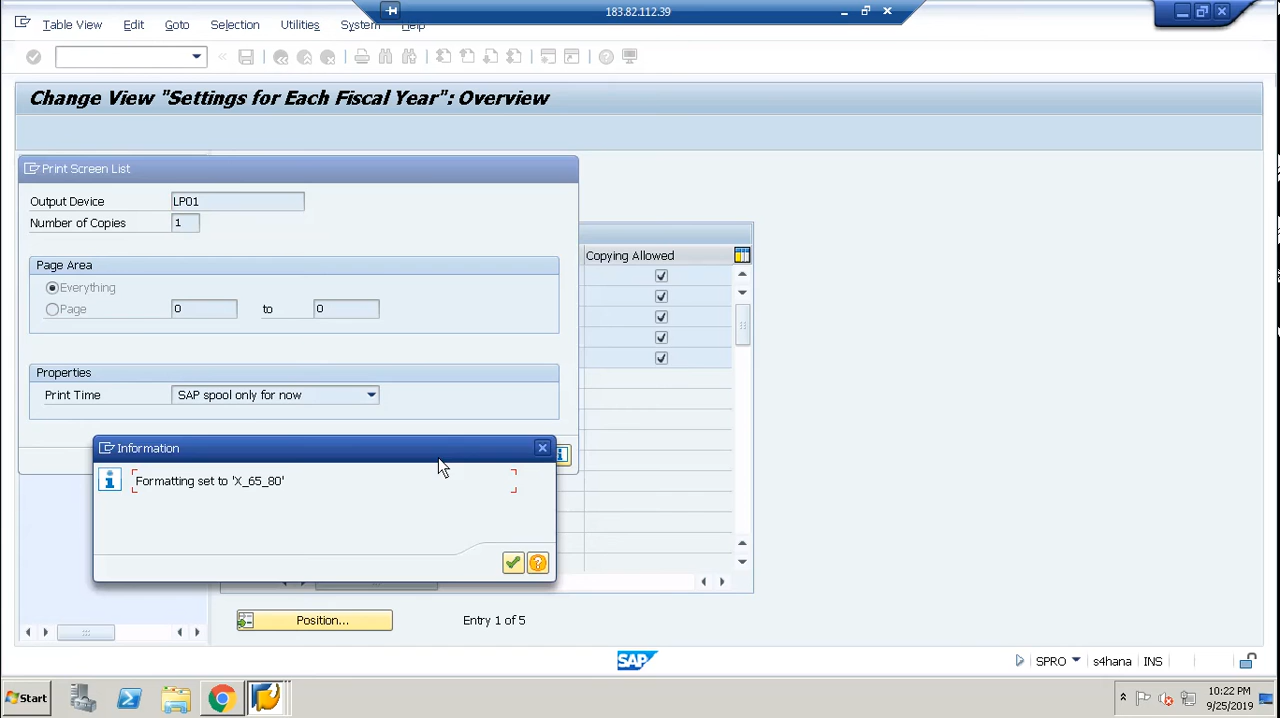 183.82.112.39
Table View Edit Goto Selection Utilities System Help
Change View "Settings for Each Fiscal Year": Overview
Print Screen List
Output Device LP01
Number of Copies 1
Copying Allowed
Page Area
Everything
Page 0 to 0
Properties
Print Time SAP spool only for now
Information
Formatting set to 'X_65_80'
Position... Entry 1 of 5
SAP
SPRO s4hana INS
Start
10:22 PM
9/25/2019